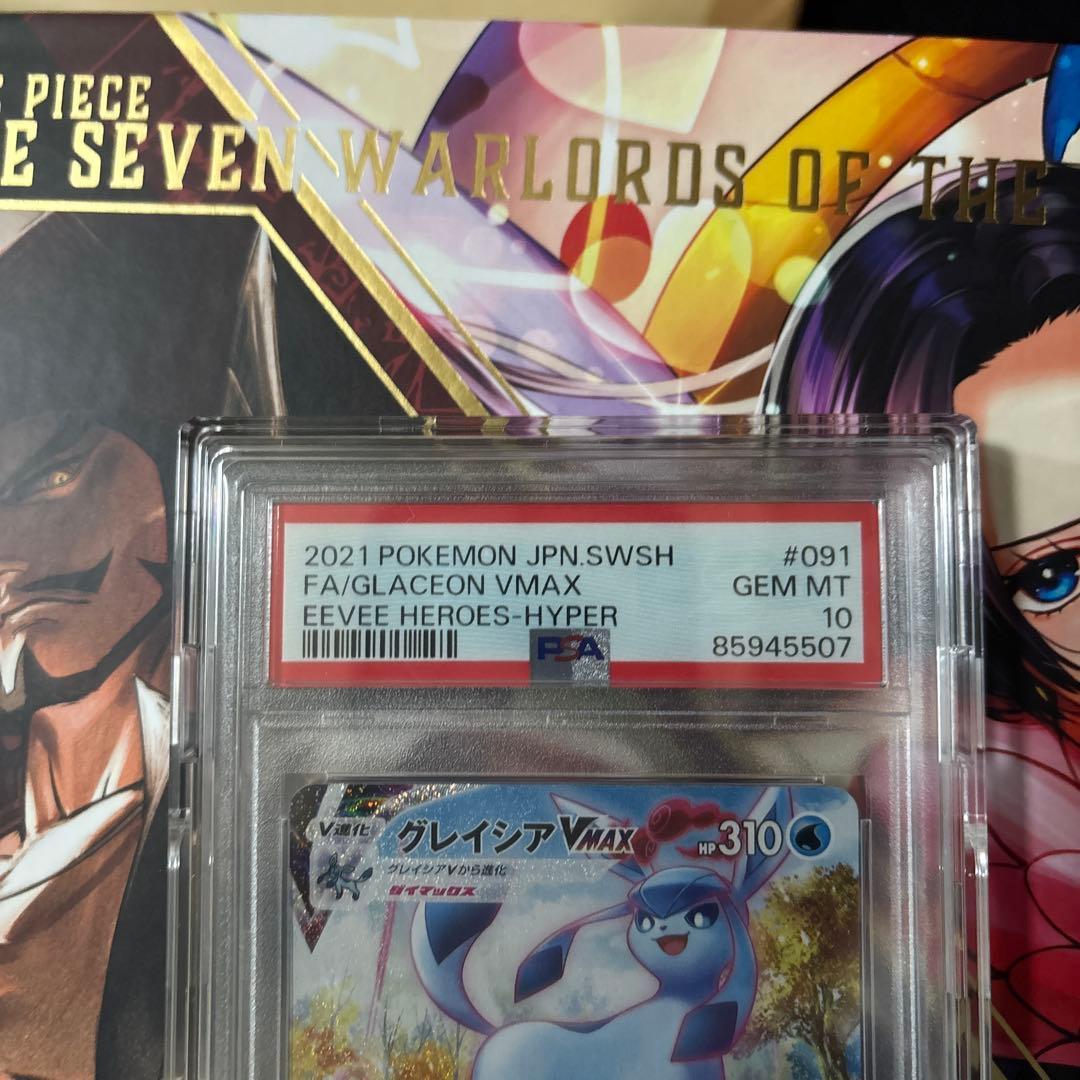 PIECE
E SEVEN WARLORDS OF THE
2021 POKEMON JPN.SWSH #091
FA/GLACEON VMAX GEM MT
EEVEE HEROES-HYPER 10
PSA 85945507
V進化 グレイシアVMAX HP310
グレイシアVから進化
ダイマックス